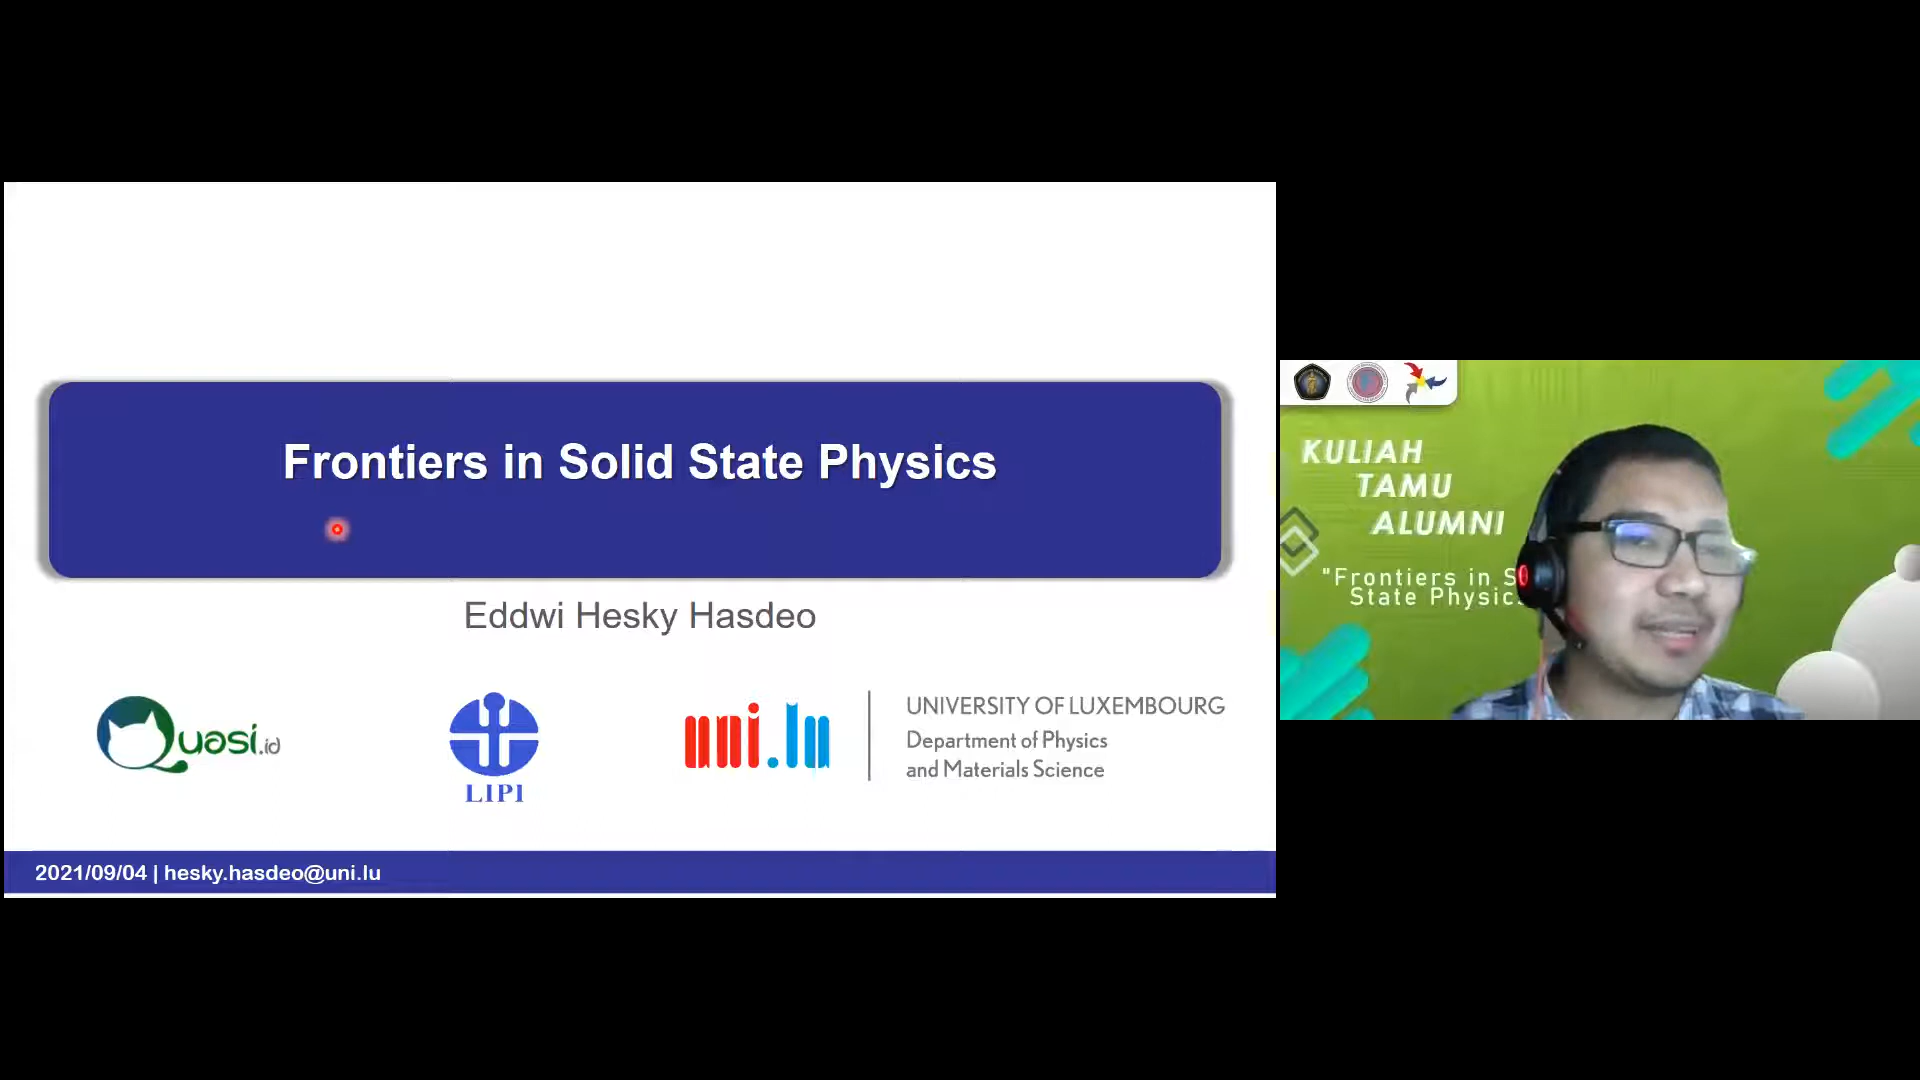 Frontiers in Solid State Physics
Eddwi Hesky Hasdeo
Quasi.id
LIPI
uni.lu
UNIVERSITY OF LUXEMBOURG
Department of Physics
and Materials Science
2021/09/04 | hesky.hasdeo@uni.lu
KULIAH
TAMU
ALUMNI
"Frontiers in S
State Physics